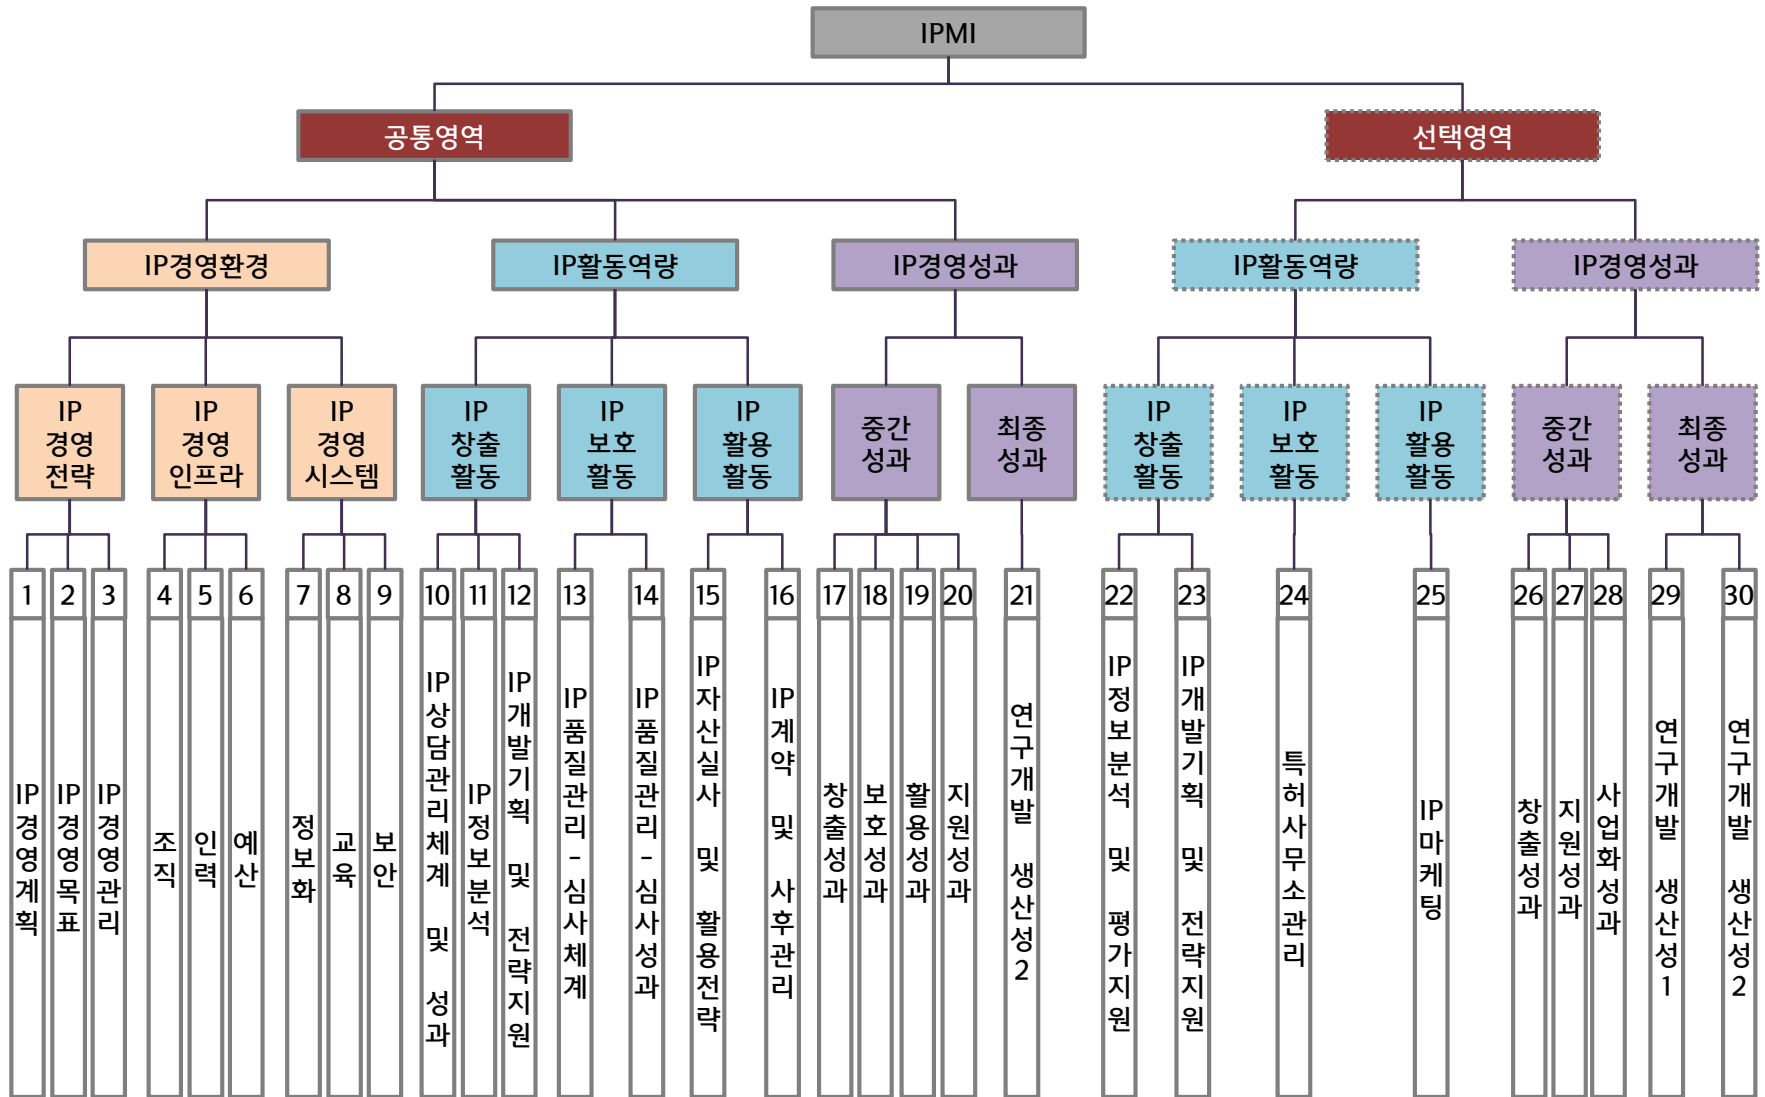 IPMI
공통영역
선택영역
IP경영환경
IP활동역량
IP경영성과
IP활동역량
IP경영성과
IP
경영
전략
IP
경영
인프라
IP
경영
시스템
IP
창출
활동
IP
보호
활동
IP
활용
활동
중간
성과
최종
성과
IP
창출
활동
IP
보호
활동
IP
활용
활동
중간
성과
최종
성과
1
IP경영계획
2
IP경영목표
3
IP경영관리
4
조직
5
인력
6
예산
7
정보화
8
교육
9
보안
10
IP상담관리체계 및 성과
11
IP정보분석
12
IP개발기획 및 전략지원
13
IP품질관리-심사체계
14
IP품질관리-심사성과
15
IP자산실사 및 활용전략
16
IP계약 및 사후관리
17
창출성과
18
보호성과
19
활용성과
20
지원성과
21
연구개발 생산성2
22
IP정보분석 및 평가지원
23
IP개발기획 및 전략지원
24
특허사무소관리
25
IP마케팅
26
창출성과
27
지원성과
28
사업화성과
29
연구개발 생산성1
30
연구개발 생산성2